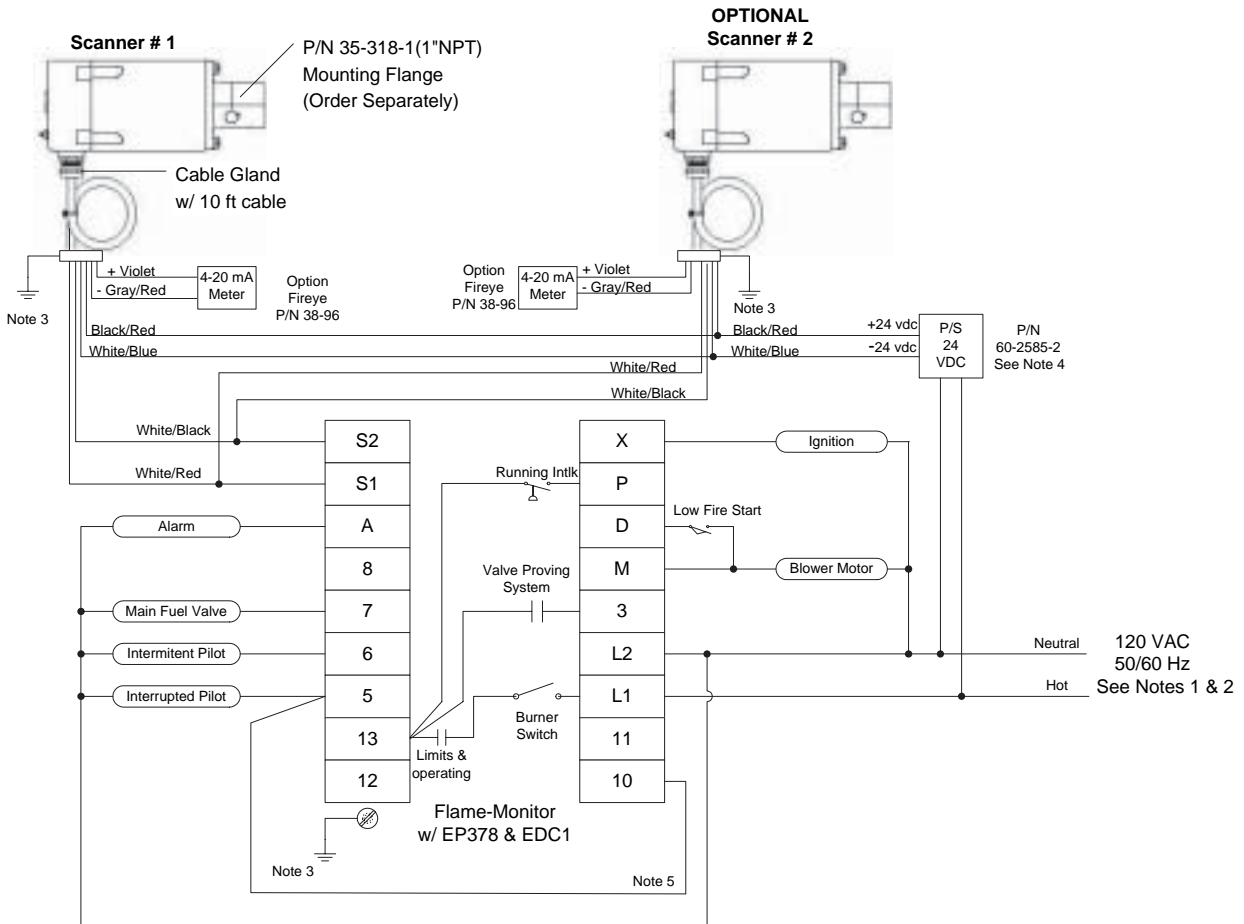 OPTIONAL
Scanner # 1
Scanner # 2
P/N 35-318-1(1"NPT)
Mounting Flange
(Order Separately)
Cable Gland
w/ 10 ft cable
+ Violet
- Gray/Red
4-20 mA
Meter
Option
Fireye
P/N 38-96
Option
Fireye
P/N 38-96
4-20 mA
Meter
+ Violet
- Gray/Red
Note 3
Note 3
Black/Red
White/Blue
Black/Red
White/Blue
+24 vdc
-24 vdc
P/S
24
VDC
P/N
60-2585-2
See Note 4
White/Red
White/Black
White/Black
White/Red
S2
S1
A
8
7
6
5
13
12
X
P
D
M
3
L2
L1
11
10
Ignition
Running Intlk
Low Fire Start
Alarm
Valve Proving
System
Blower Motor
Main Fuel Valve
Intermitent Pilot
Interrupted Pilot
Neutral
Hot
120 VAC
50/60 Hz
See Notes 1 & 2
Burner
Switch
Limits &
operating
Flame-Monitor
w/ EP378 & EDC1
Note 3
Note 5